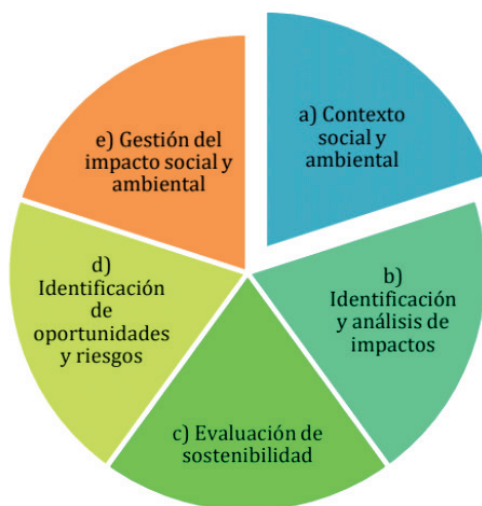 a) Contexto
social y
ambiental
b)
Identificación
y análisis de
impactos
c) Evaluación de
sostenibilidad
d)
Identificación
de
oportunidades
y riesgos
e) Gestión del
impacto social y
ambiental